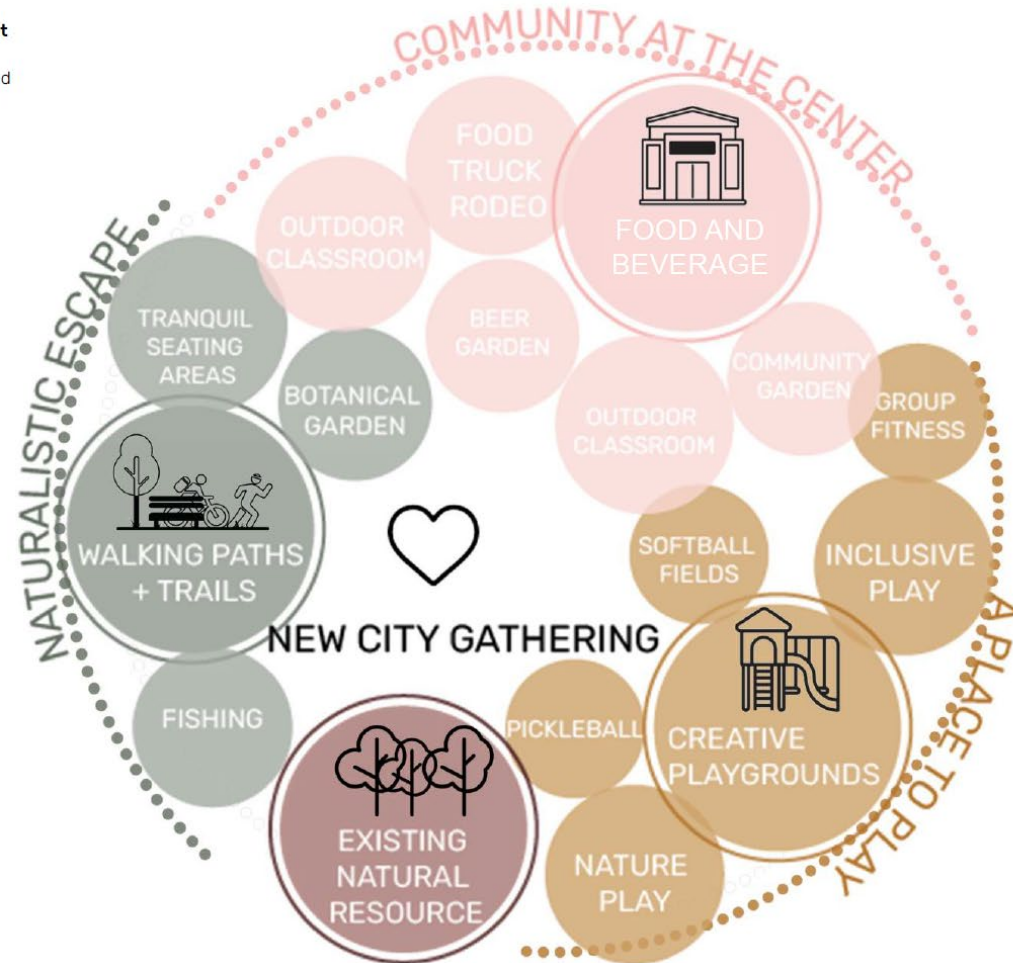 t
d
COMMUNITY AT THE CENTER
FOOD
TRUCK
RODEO
FOOD AND
BEVERAGE
OUTDOOR
CLASSROOM
NATURALISTIC ESCAPE
TRANQUIL
SEATING
AREAS
BEER
GARDEN
BOTANICAL
GARDEN
COMMUNITY
GARDEN
GROUP
FITNESS
OUTDOOR
CLASSROOM
WALKING PATHS
+ TRAILS
SOFTBALL
FIELDS
INCLUSIVE
PLAY
NEW CITY GATHERING
A PLACE TO PLAY
FISHING
PICKLEBALL
CREATIVE
PLAYGROUNDS
EXISTING
NATURAL
RESOURCE
NATURE
PLAY